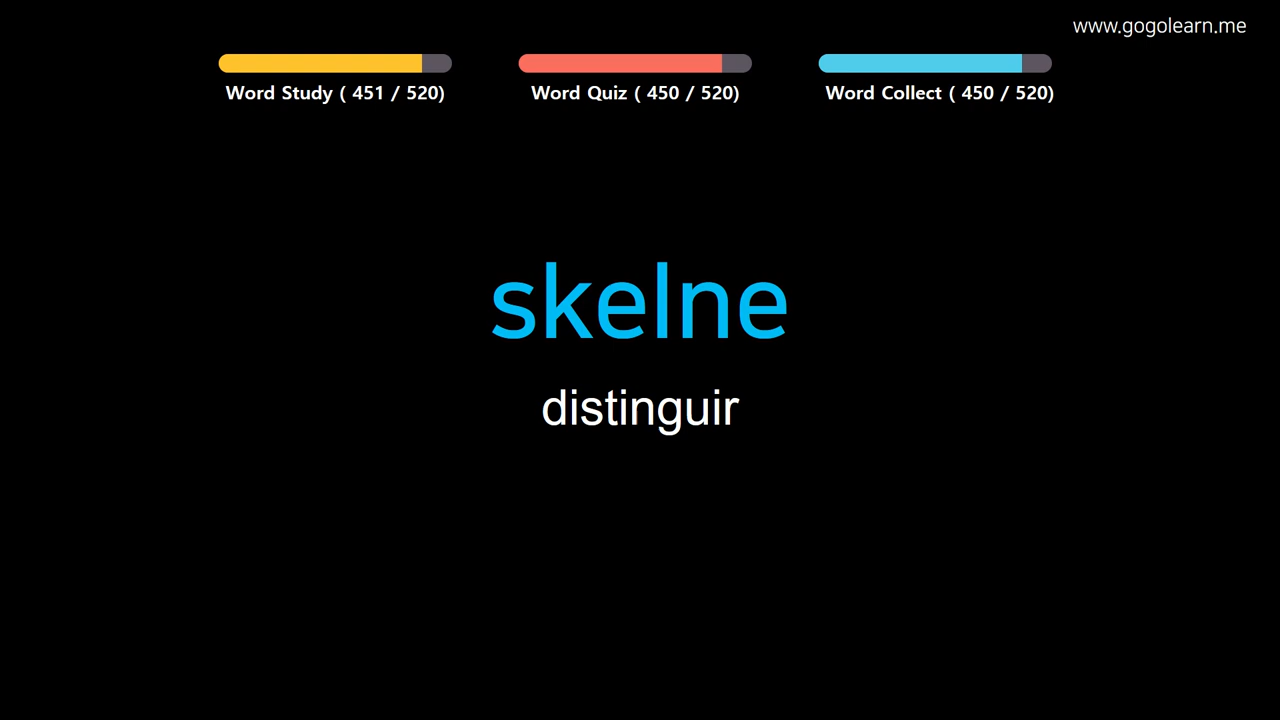 www.gogolearn.me
Word Study ( 451 / 520)
Word Quiz ( 450 / 520)
Word Collect ( 450 / 520)
skelne
distinguir